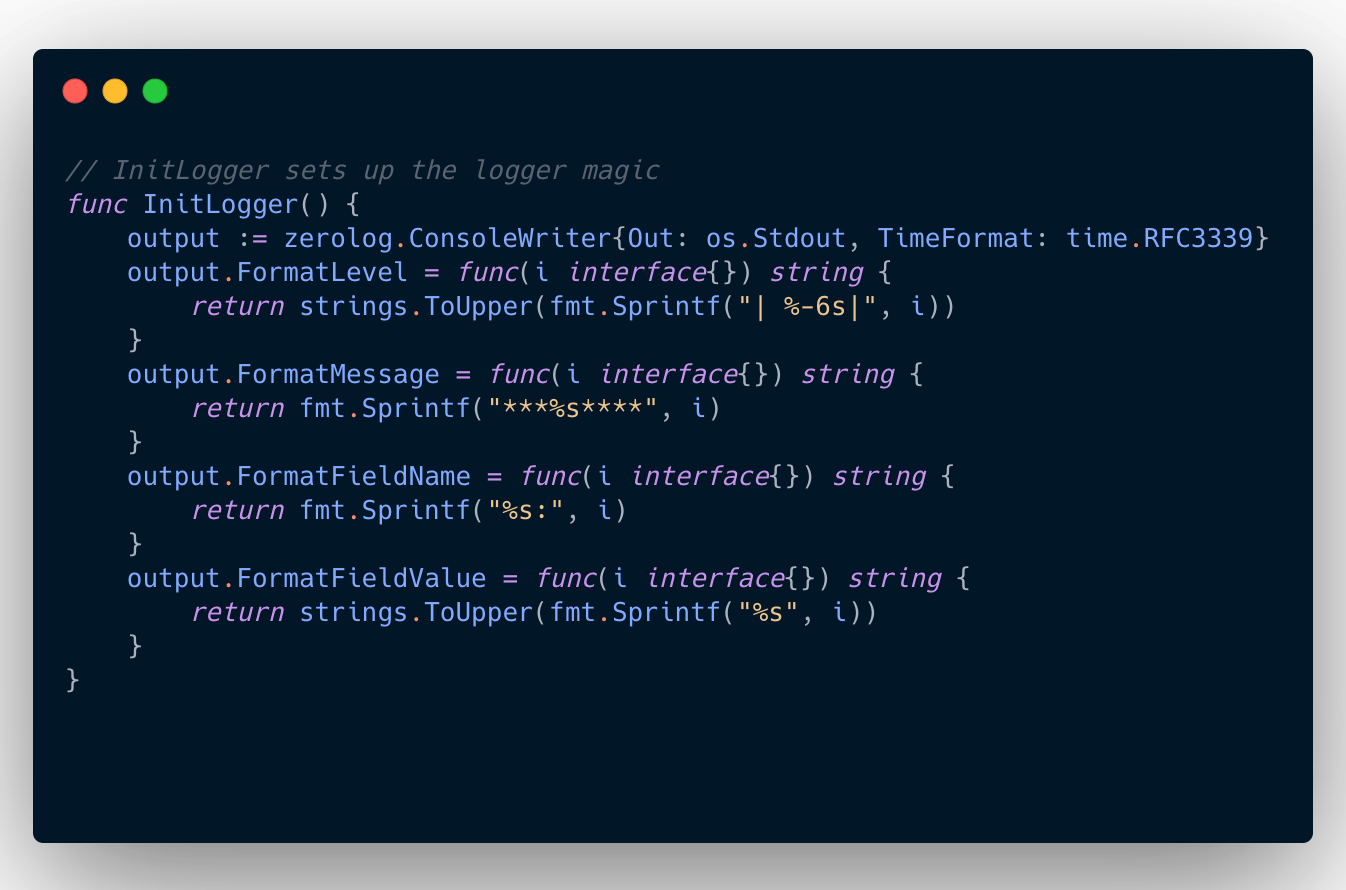 // InitLogger sets up the logger magic
func InitLogger() {
    output := zerolog.ConsoleWriter{Out: os.Stdout, TimeFormat: time.RFC3339}
    output.FormatLevel = func(i interface{}) string {
        return strings.ToUpper(fmt.Sprintf("| %-6s|", i))
    }
    output.FormatMessage = func(i interface{}) string {
        return fmt.Sprintf("***%s****", i)
    }
    output.FormatFieldName = func(i interface{}) string {
        return fmt.Sprintf("%s:", i)
    }
    output.FormatFieldValue = func(i interface{}) string {
        return strings.ToUpper(fmt.Sprintf("%s", i))
    }
}